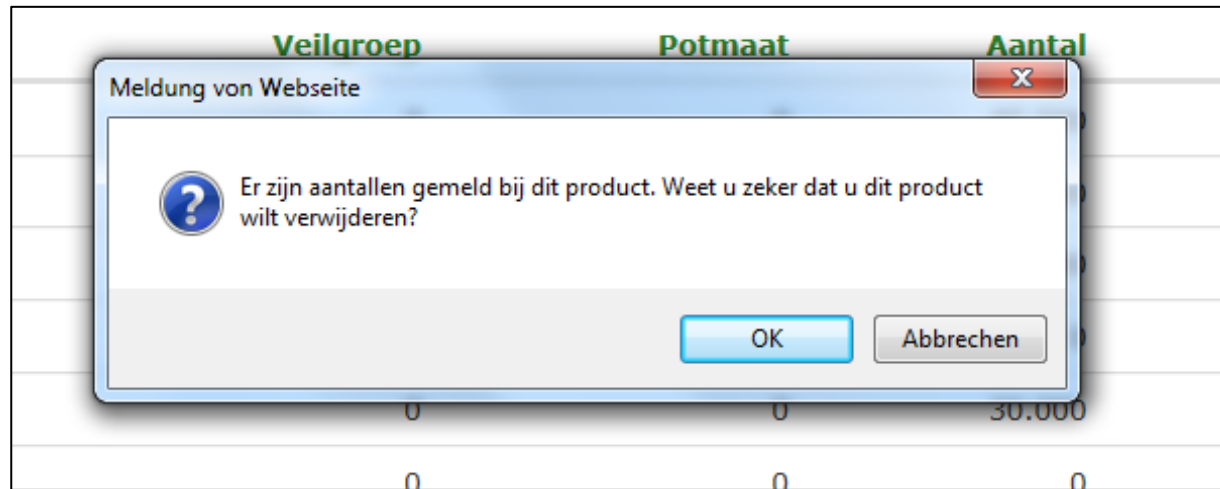 Veilgroep Potmaat Aantal
Meldung von Webseite
Er zijn aantallen gemeld bij dit product. Weet u zeker dat u dit product
wilt verwijderen?
OK Abbrechen
0 0 30.000
0 0 0